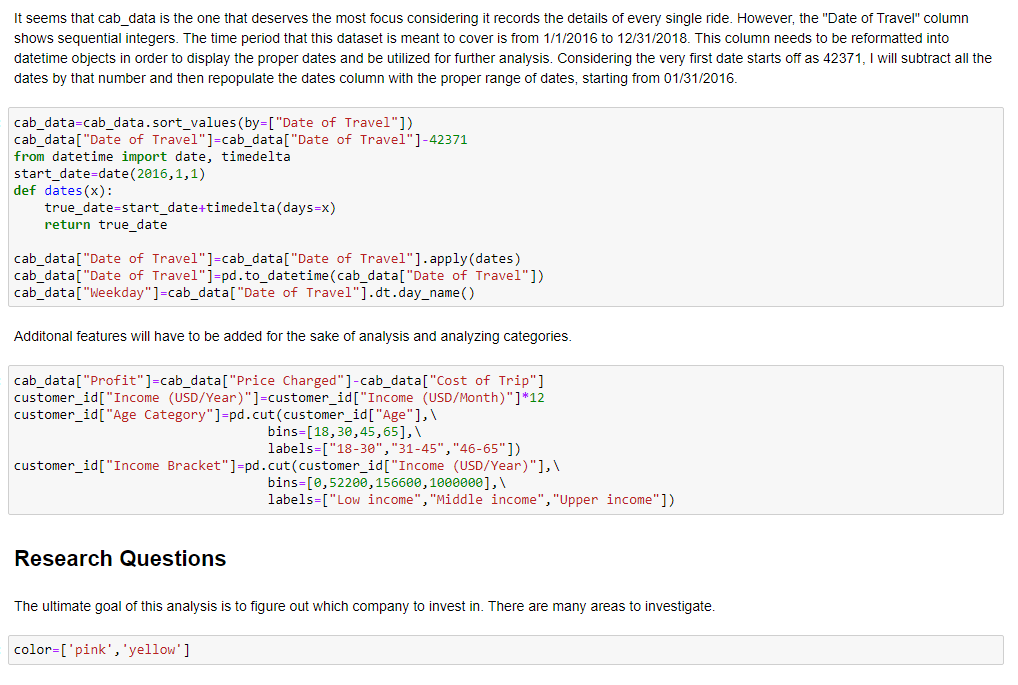 It seems that cab_data is the one that deserves the most focus considering it records the details of every single ride. However, the "Date of Travel" column
shows sequential integers. The time period that this dataset is meant to cover is from 1/1/2016 to 12/31/2018. This column needs to be reformatted into
datetime objects in order to display the proper dates and be utilized for further analysis. Considering the very first date starts off as 42371, I will subtract all the
dates by that number and then repopulate the dates column with the proper range of dates, starting from 01/31/2016.
cab_data=cab_data.sort_values(by=["Date of Travel"])
cab_data["Date of Travel"]=cab_data["Date of Travel"]-42371
from datetime import date, timedelta
start_date=date(2016,1,1)
def dates(x):
    true_date=start_date+timedelta(days=x)
    return true_date

cab_data["Date of Travel"]=cab_data["Date of Travel"].apply(dates)
cab_data["Date of Travel"]=pd.to_datetime(cab_data["Date of Travel"])
cab_data["Weekday"]=cab_data["Date of Travel"].dt.day_name()
Additonal features will have to be added for the sake of analysis and analyzing categories.
cab_data["Profit"]=cab_data["Price Charged"]-cab_data["Cost of Trip"]
customer_id["Income (USD/Year)"]=customer_id["Income (USD/Month)"]*12
customer_id["Age Category"]=pd.cut(customer_id["Age"],\
                                  bins=[18,30,45,65],\
                                  labels=["18-30","31-45","46-65"])
customer_id["Income Bracket"]=pd.cut(customer_id["Income (USD/Year)"],\
                                  bins=[0,52200,156600,1000000],\
                                  labels=["Low income","Middle income","Upper income"])
Research Questions
The ultimate goal of this analysis is to figure out which company to invest in. There are many areas to investigate.
color=['pink','yellow']